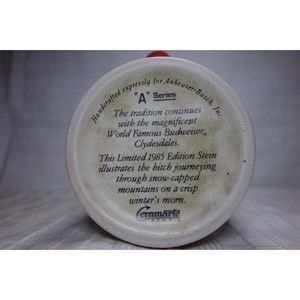 Handcrafted expressly for Anheuser-Busch, Inc.
"A" Series
The tradition continues
with the magnificent
World Famous Budweiser
Clydesdales.
This Limited 1985 Edition Stein
illustrates the hitch journeying
through snow-capped
mountains on a crisp
winter's morn.
Ceramarte
BRAZIL